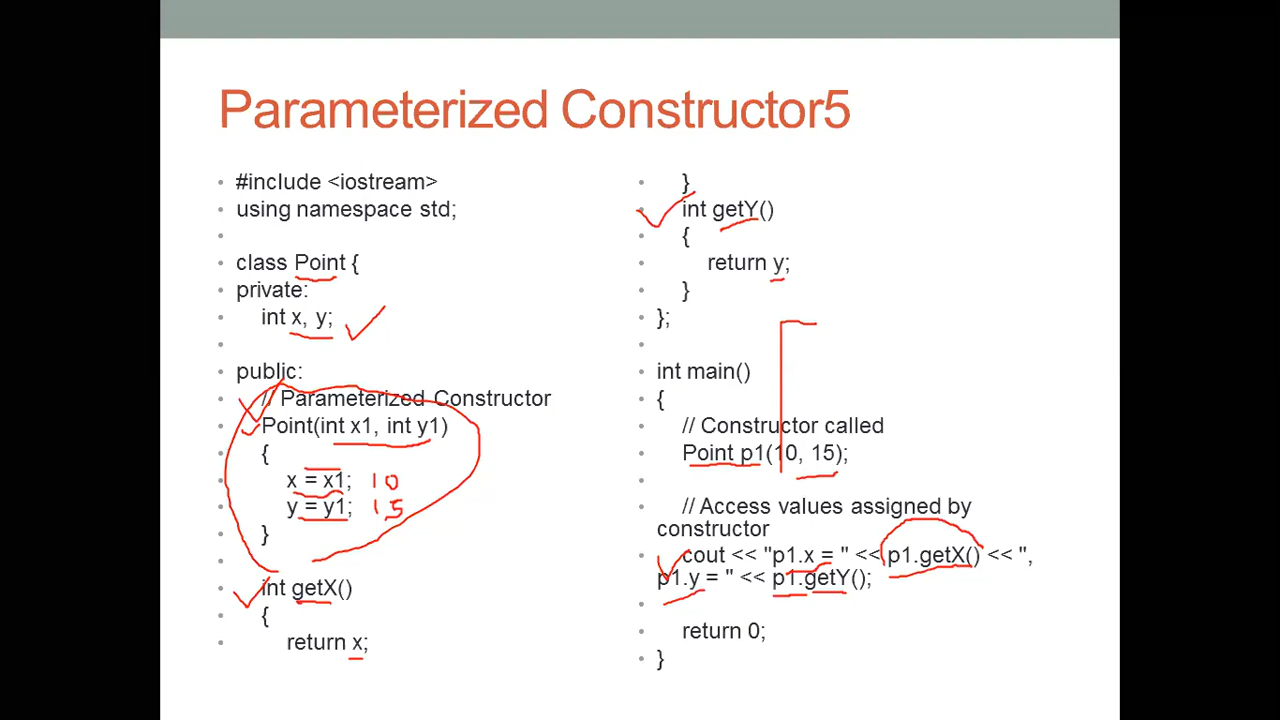 Parameterized Constructor5
#include <iostream>
using namespace std;
class Point {
private:
int x, y;
public:
// Parameterized Constructor
Point(int x1, int y1)
{
x = x1; 10
y = y1; 15
}
int getX()
{
return x;
}
int getY()
{
return y;
}
};
int main()
{
// Constructor called
Point p1(10, 15);
// Access values assigned by
constructor
cout << "p1.x = " << p1.getX() << ",
p1.y = " << p1.getY();
return 0;
}